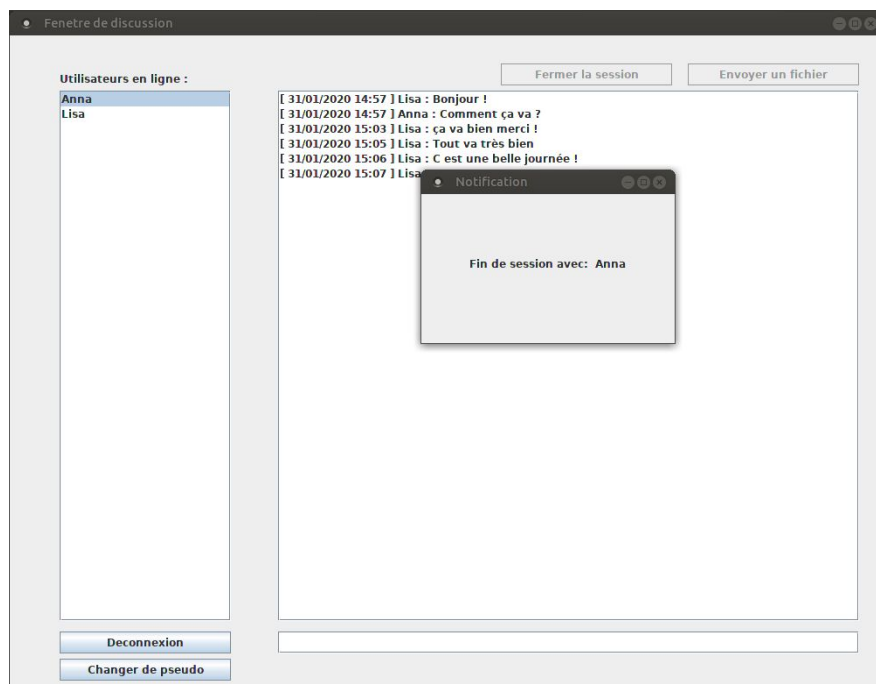 Fenetre de discussion
Utilisateurs en ligne :
Fermer la session
Envoyer un fichier
Anna
Lisa
[ 31/01/2020 14:57 ] Lisa : Bonjour !
[ 31/01/2020 14:57 ] Anna : Comment ça va ?
[ 31/01/2020 15:03 ] Lisa : ça va bien merci !
[ 31/01/2020 15:05 ] Lisa : Tout va très bien
[ 31/01/2020 15:06 ] Lisa : C est une belle journée !
[ 31/01/2020 15:07 ] Lisa
Notification
Fin de session avec: Anna
Deconnexion
Changer de pseudo